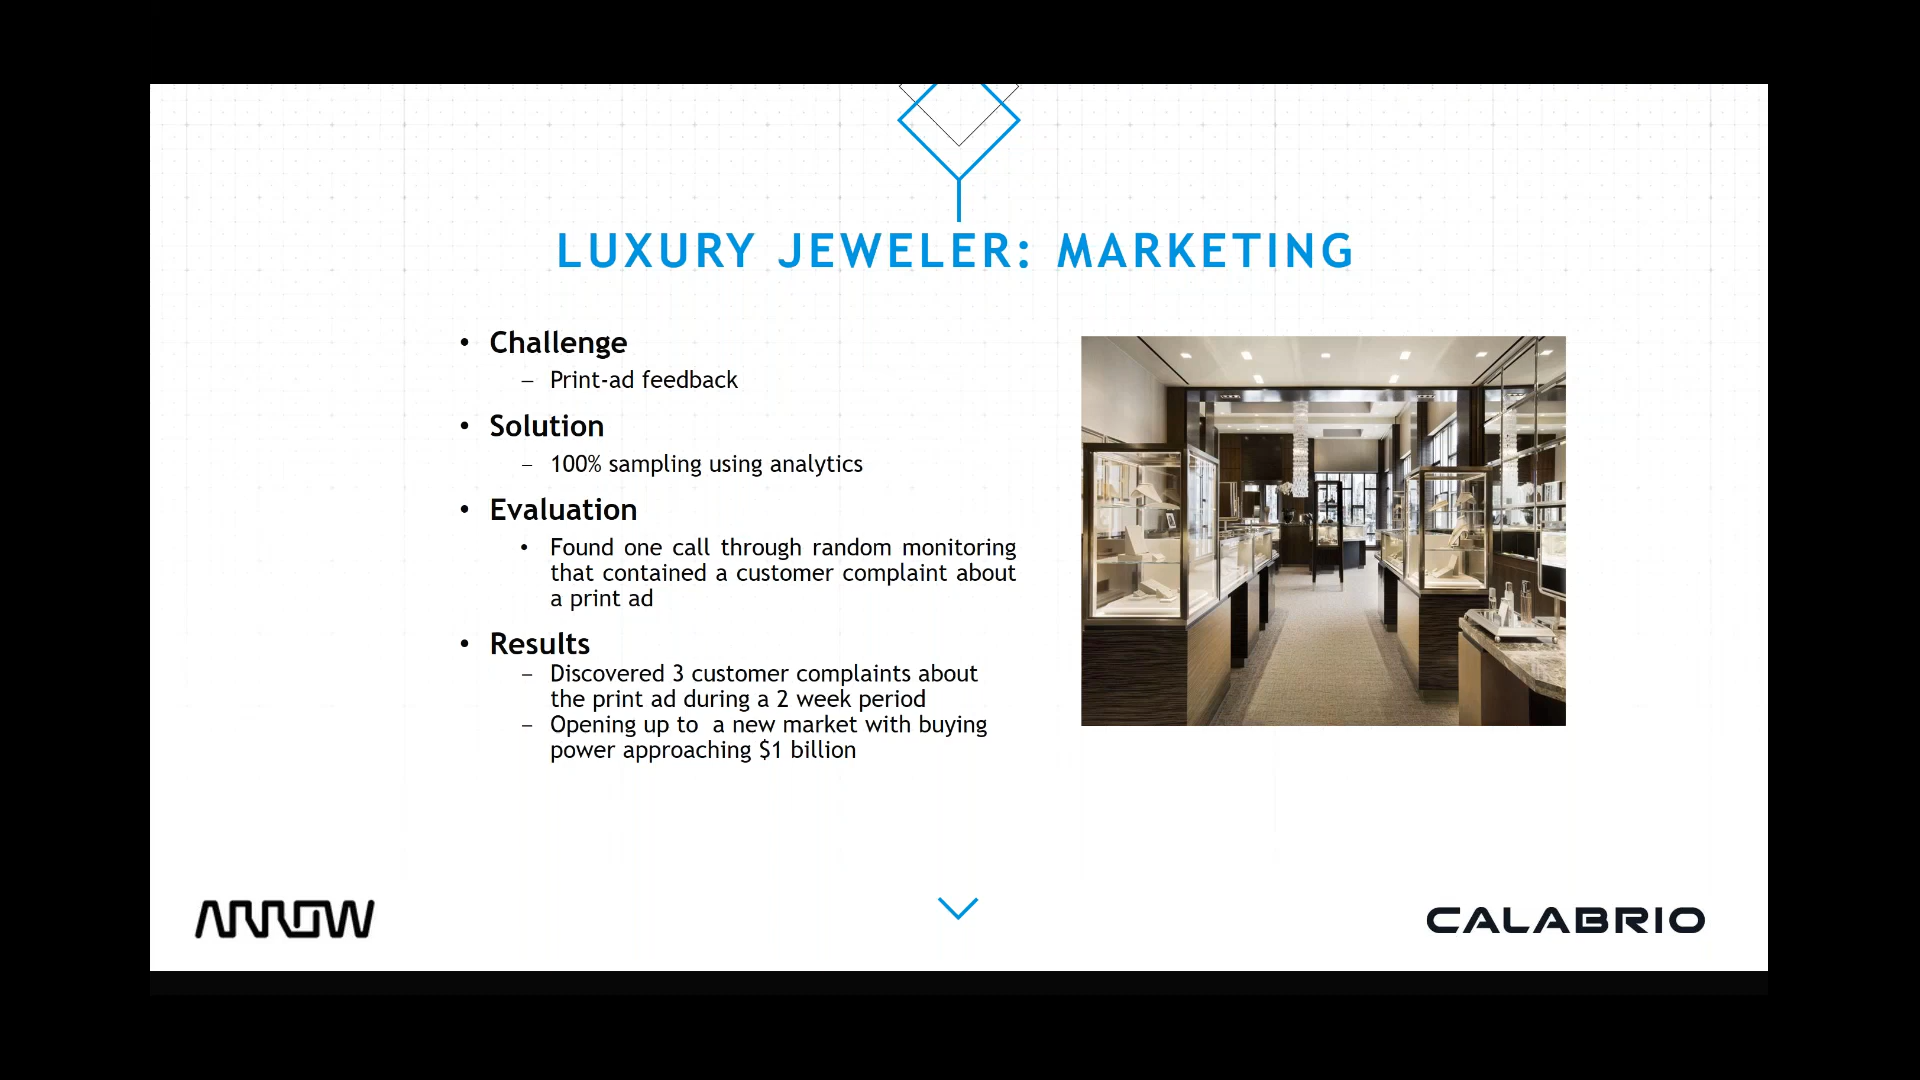 LUXURY JEWELER: MARKETING
• Challenge
– Print-ad feedback
• Solution
– 100% sampling using analytics
• Evaluation
• Found one call through random monitoring
that contained a customer complaint about
a print ad
• Results
– Discovered 3 customer complaints about
the print ad during a 2 week period
– Opening up to  a new market with buying
power approaching $1 billion
ARROW
CALABRIO